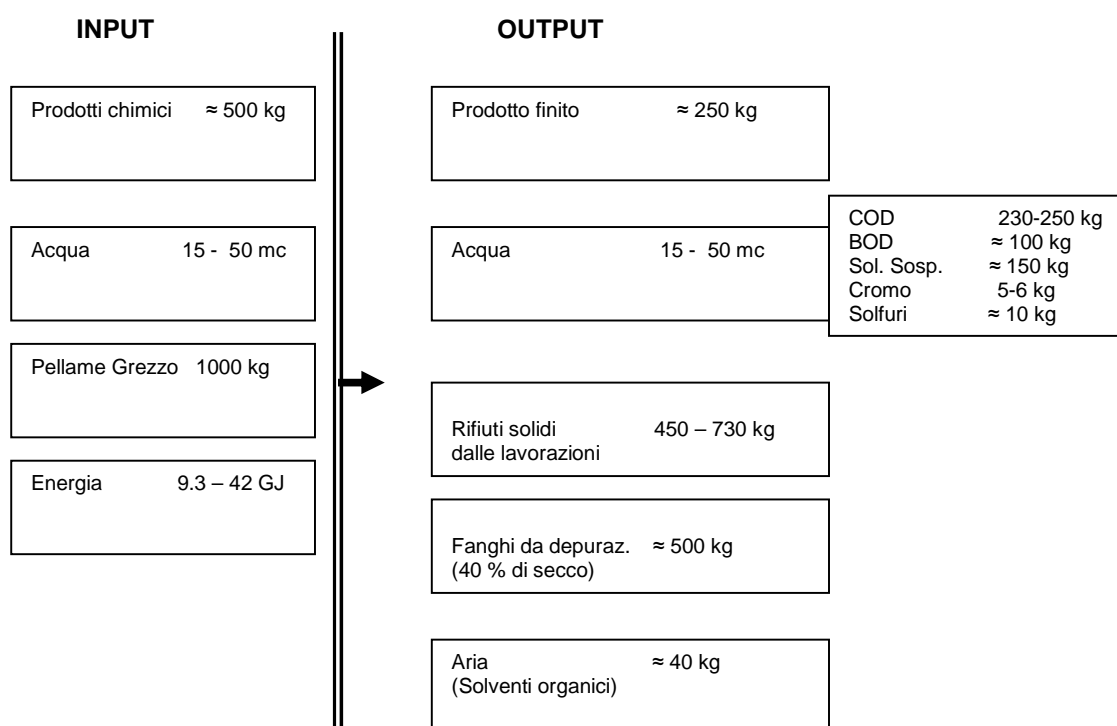 INPUT
OUTPUT
Prodotti chimici ≈ 500 kg
Acqua 15 - 50 mc
Pellame Grezzo 1000 kg
Energia 9.3 – 42 GJ
Prodotto finito ≈ 250 kg
Acqua 15 - 50 mc
COD 230-250 kg
BOD ≈ 100 kg
Sol. Sosp. ≈ 150 kg
Cromo 5-6 kg
Solfuri ≈ 10 kg
Rifiuti solidi 450 – 730 kg
dalle lavorazioni
Fanghi da depuraz. ≈ 500 kg
(40 % di secco)
Aria ≈ 40 kg
(Solventi organici)